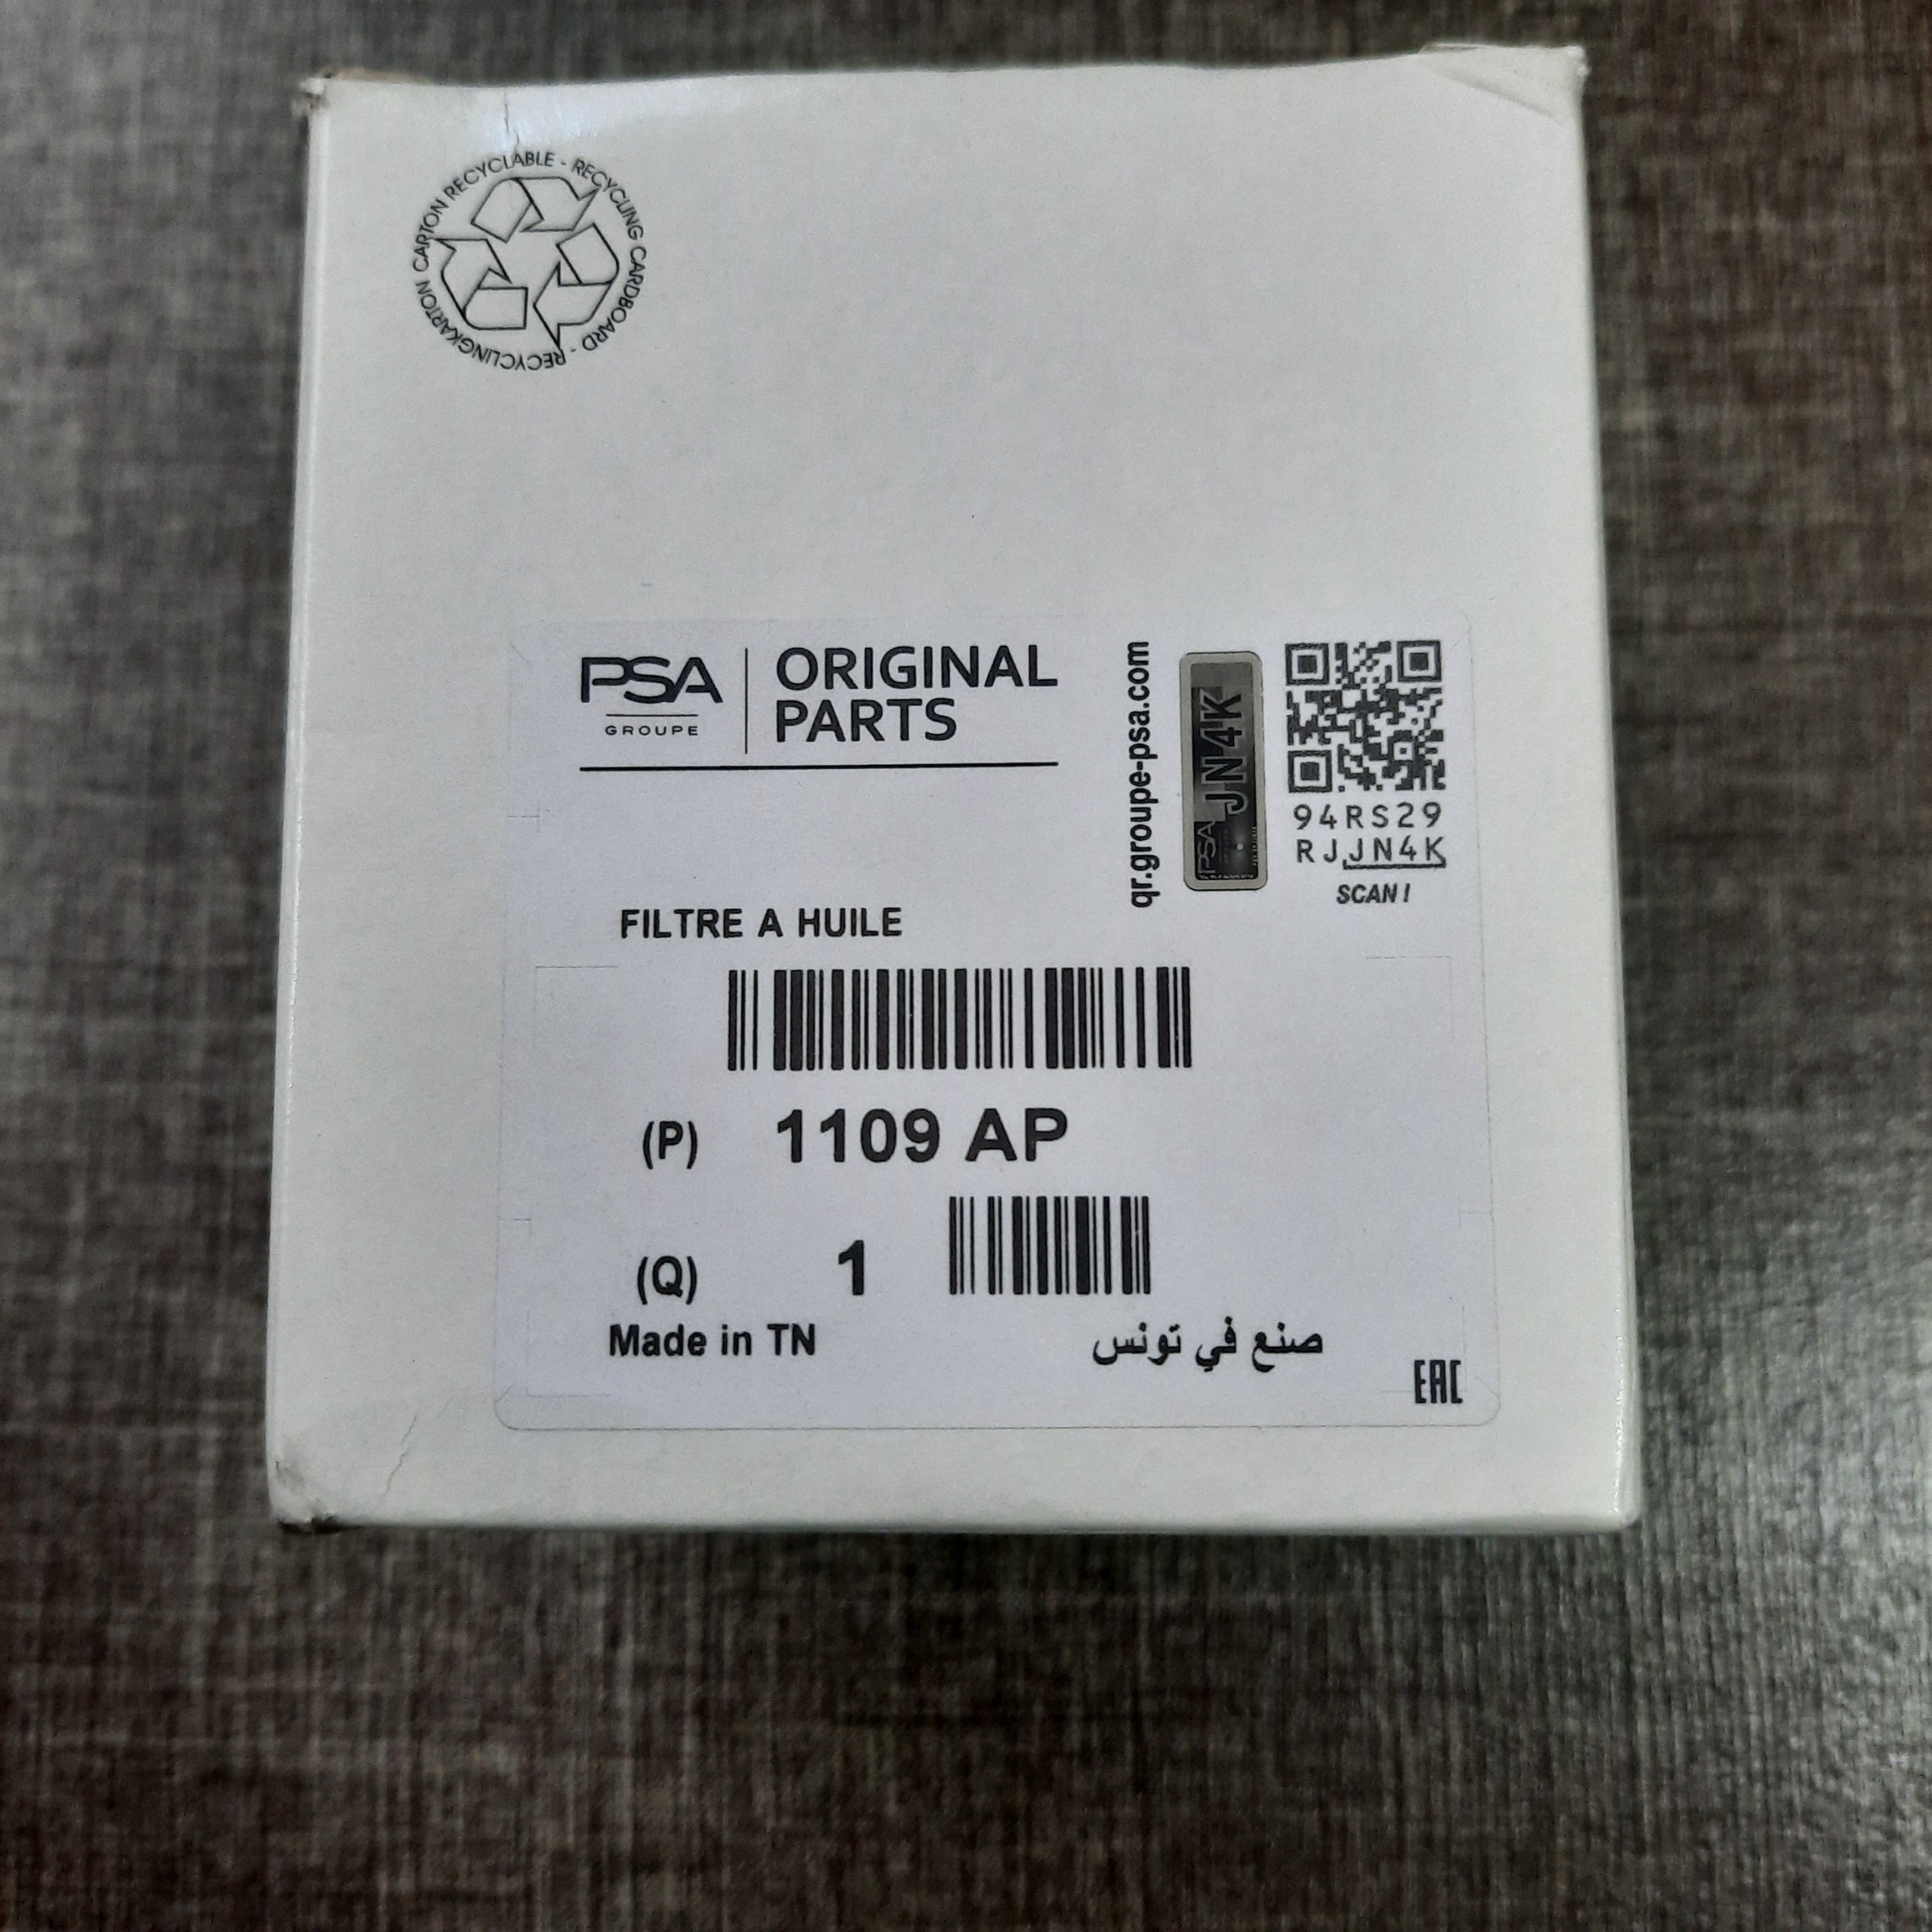 CARTON RECYCLABLE - RECYCLING CARDBOARD - RECYCLINGKARTON
PSA
GROUPE
ORIGINAL
PARTS
qr.groupe-psa.com
PSA
JN4K
94RS29
RJJN4K
SCAN!
FILTRE A HUILE
(P) 1109 AP
(Q) 1
Made in TN
صنع في تونس
EAC